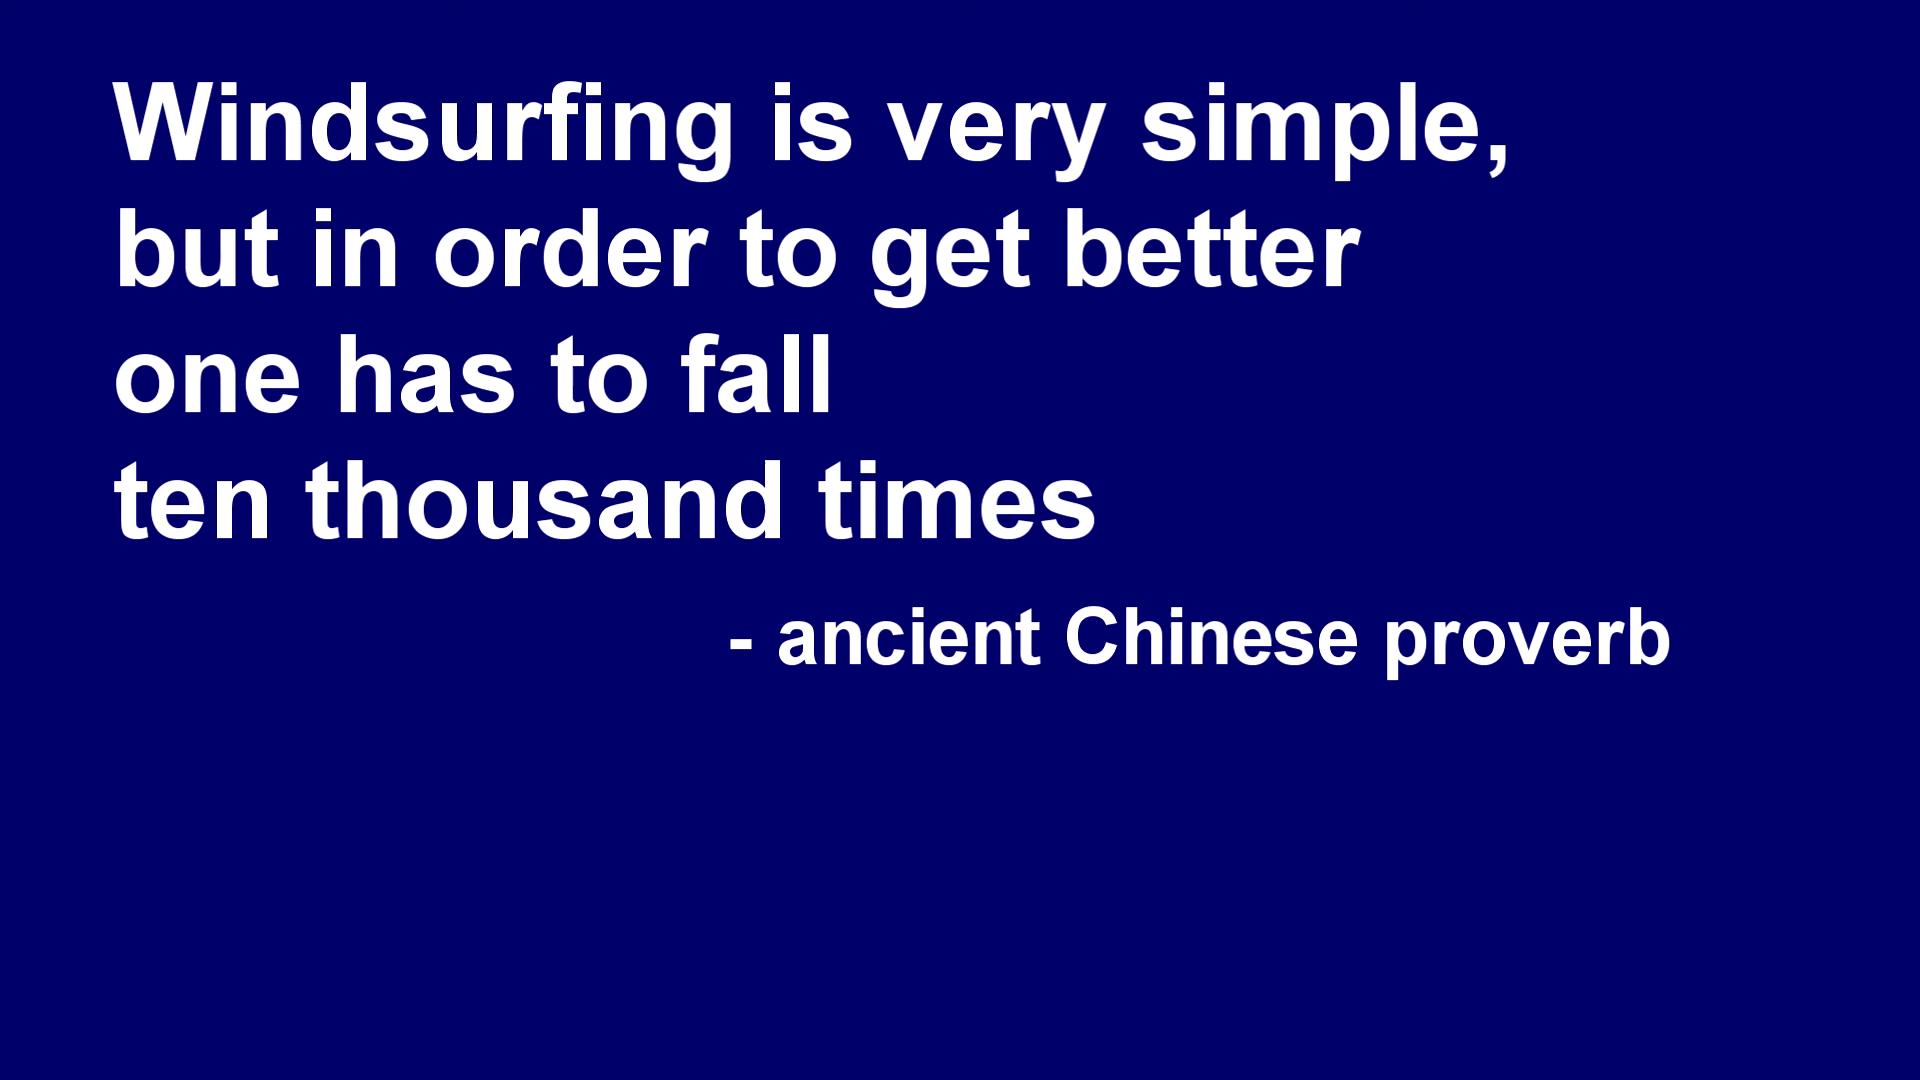 Windsurfing is very simple,
but in order to get better
one has to fall
ten thousand times
- ancient Chinese proverb